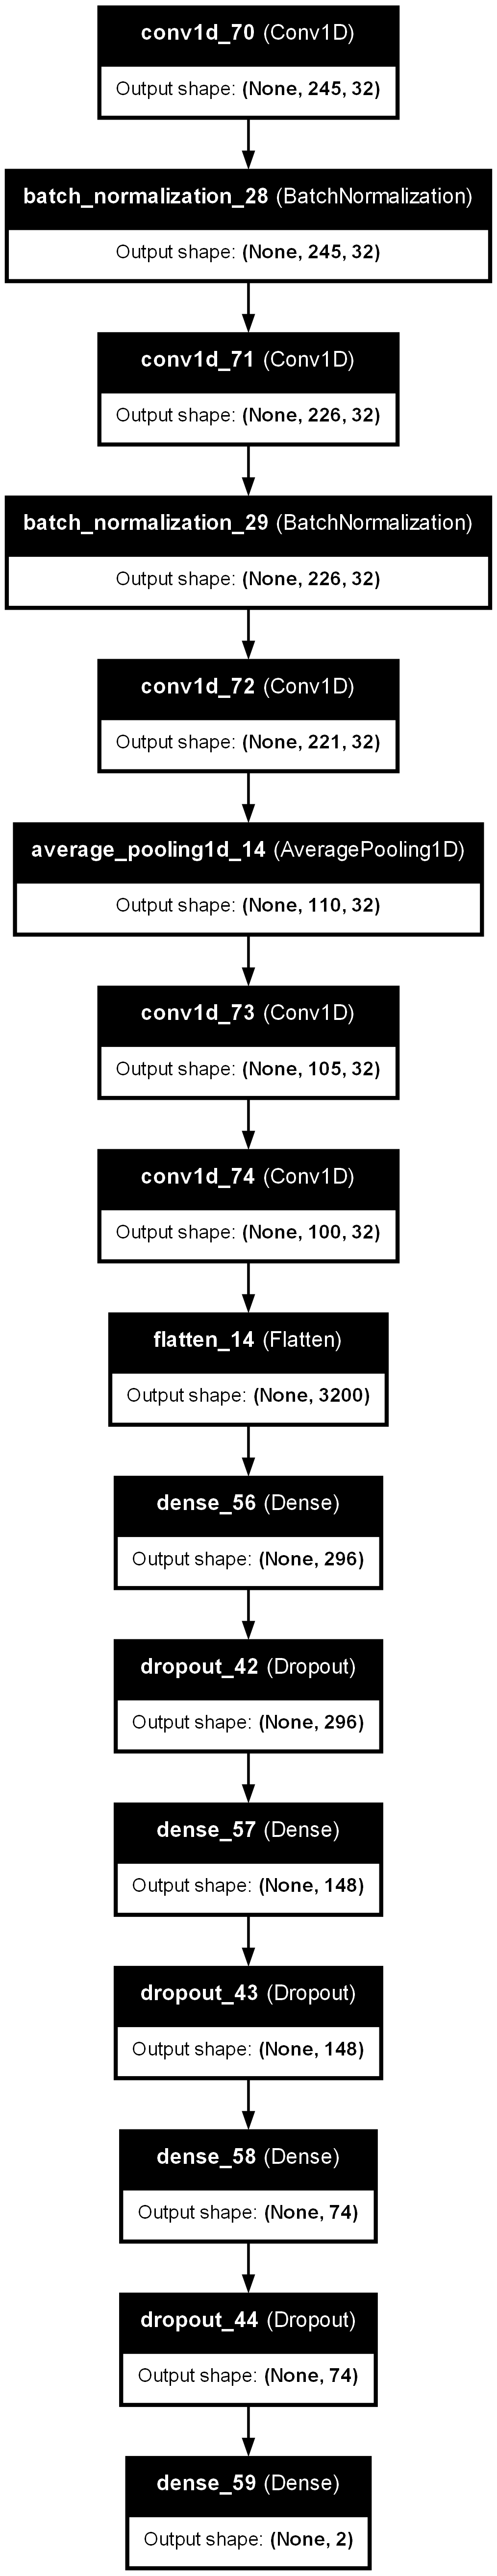 conv1d_70 (Conv1D)
Output shape: (None, 245, 32)
batch_normalization_28 (BatchNormalization)
Output shape: (None, 245, 32)
conv1d_71 (Conv1D)
Output shape: (None, 226, 32)
batch_normalization_29 (BatchNormalization)
Output shape: (None, 226, 32)
conv1d_72 (Conv1D)
Output shape: (None, 221, 32)
average_pooling1d_14 (AveragePooling1D)
Output shape: (None, 110, 32)
conv1d_73 (Conv1D)
Output shape: (None, 105, 32)
conv1d_74 (Conv1D)
Output shape: (None, 100, 32)
flatten_14 (Flatten)
Output shape: (None, 3200)
dense_56 (Dense)
Output shape: (None, 296)
dropout_42 (Dropout)
Output shape: (None, 296)
dense_57 (Dense)
Output shape: (None, 148)
dropout_43 (Dropout)
Output shape: (None, 148)
dense_58 (Dense)
Output shape: (None, 74)
dropout_44 (Dropout)
Output shape: (None, 74)
dense_59 (Dense)
Output shape: (None, 2)